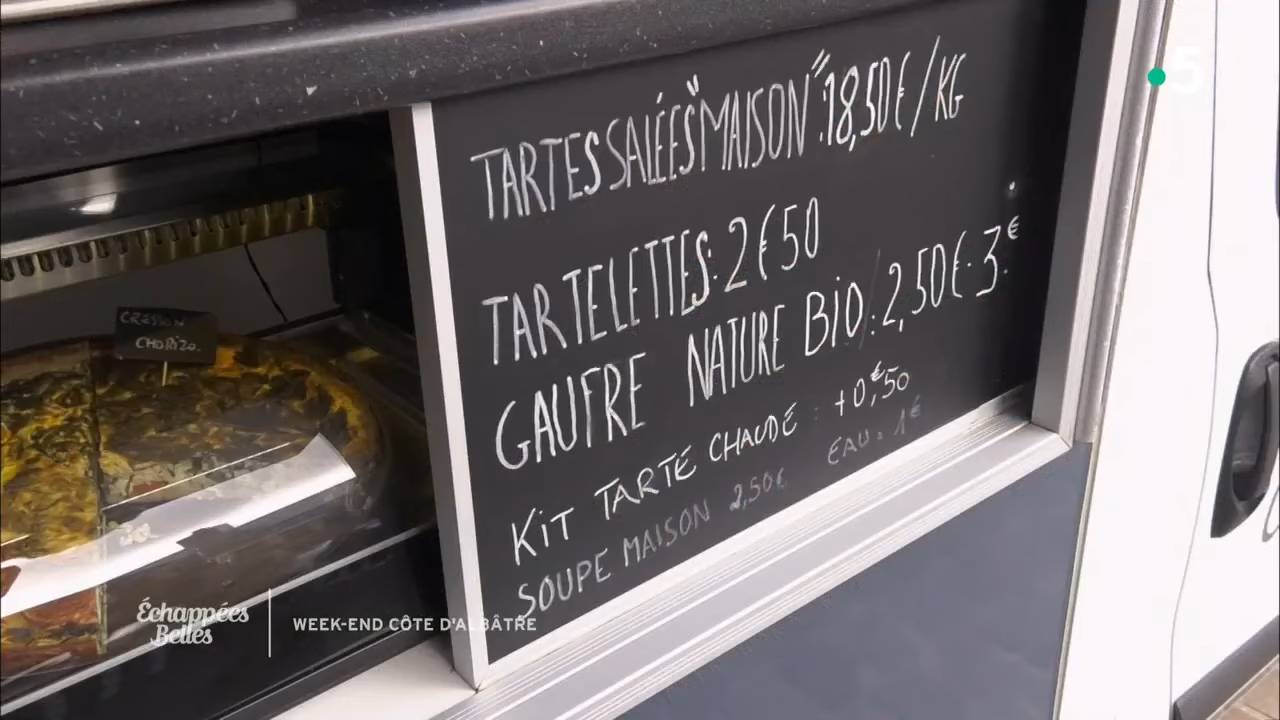 TARTES SALÉES "MAISON" : 18,50€/KG
TARTELETTES: 2€50
GAUFRE NATURE BIO : 2,50€ - 3.€
KIT TARTE CHAUDE : +0,€50
SOUPE MAISON 2,50€ EAU : 1€
CRESSON
CHORIZO.
5
Échappées
Belles
WEEK-END CÔTE D'ALBÂTRE